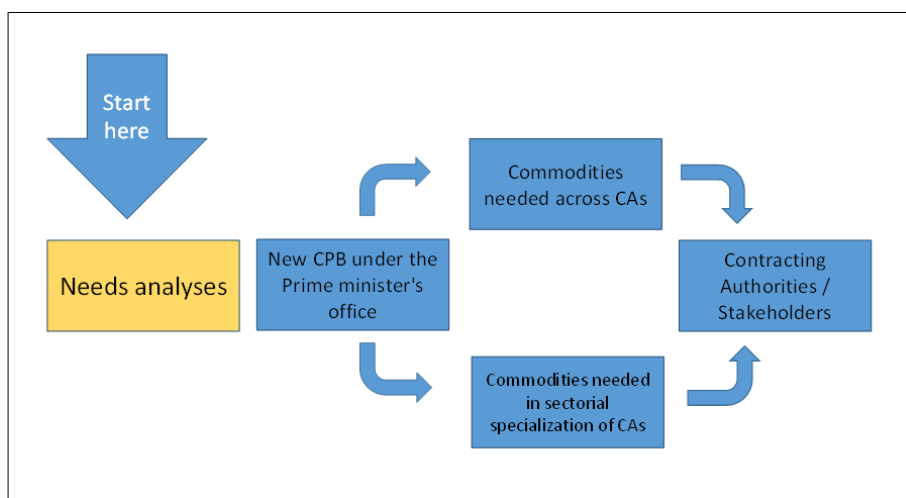 Start
here
Needs analyses
New CPB under the
Prime minister's
office
Commodities
needed across CAs
Commodities needed
in sectorial
specialization of CAs
Contracting
Authorities /
Stakeholders